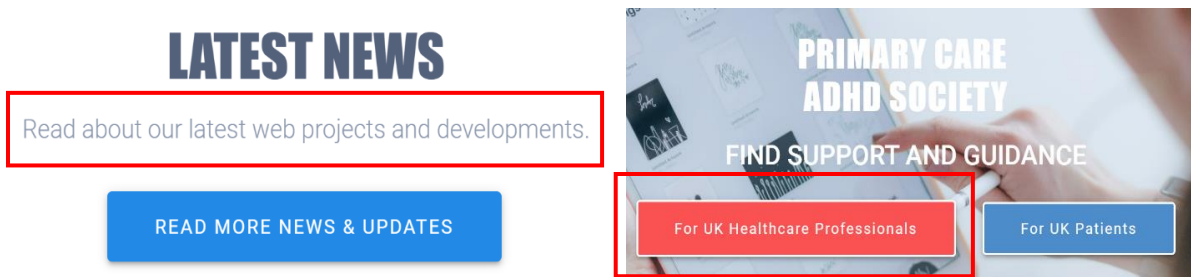 LATEST NEWS
Read about our latest web projects and developments.
READ MORE NEWS & UPDATES
PRIMARY CARE
ADHD SOCIETY
FIND SUPPORT AND GUIDANCE
For UK Healthcare Professionals
For UK Patients